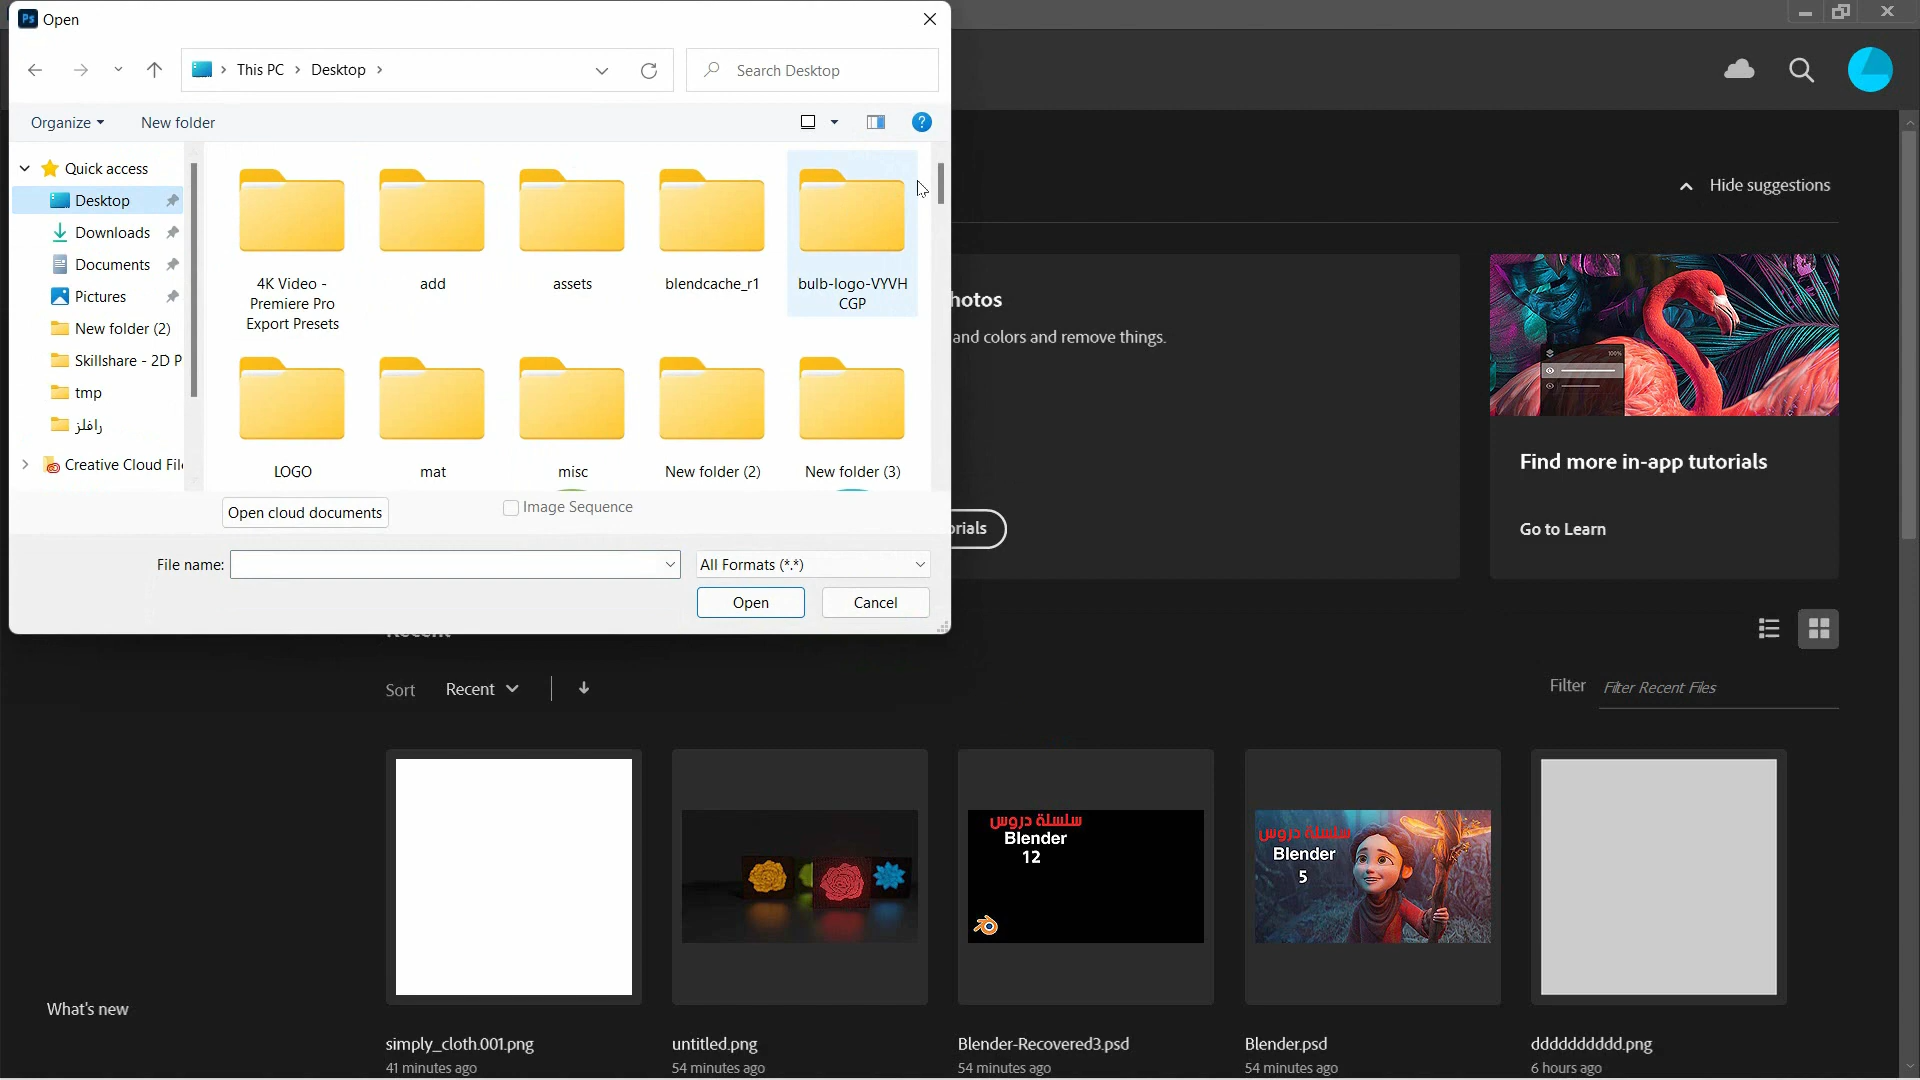 Ps Open
This PC > Desktop >
Search Desktop
Organize
New folder
?
Quick access
Desktop
Downloads
Documents
Pictures
New folder (2)
Skillshare - 2D P
tmp
رافلز
Creative Cloud File
4K Video -
Premiere Pro
Export Presets
add
assets
blendcache_r1
bulb-logo-VYVH
CGP
LOGO
mat
misc
New folder (2)
New folder (3)
Open cloud documents
Image Sequence
File name:
All Formats (*.*)
Open
Cancel
Hide suggestions
hotos
and colors and remove things.
orials
100%
Find more in-app tutorials
Go to Learn
Recent
Sort
Recent
Filter
Filter Recent Files
سلسلة دروس
Blender
12
سلسلة دروس
Blender
5
simply_cloth.001.png
41 minutes ago
untitled.png
54 minutes ago
Blender-Recovered3.psd
54 minutes ago
Blender.psd
54 minutes ago
dddddddddd.png
6 hours ago
What's new